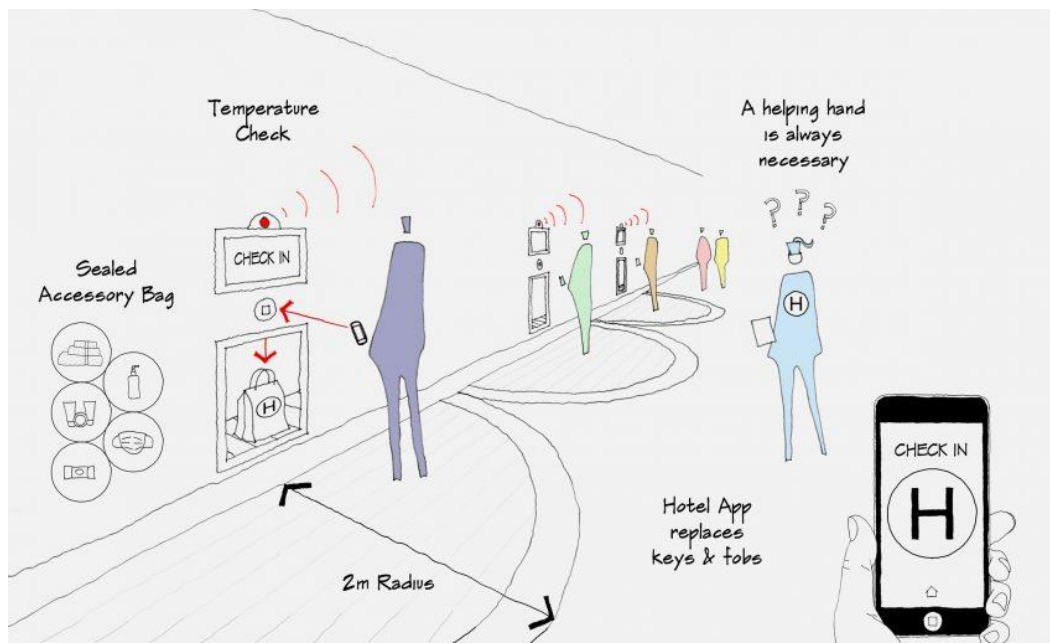 Temperature
Check
A helping hand
is always
necessary
? ? ?
CHECK IN
Sealed
Accessory Bag
H
H
CHECK IN
H
Hotel App
replaces
keys & fobs
2m Radius